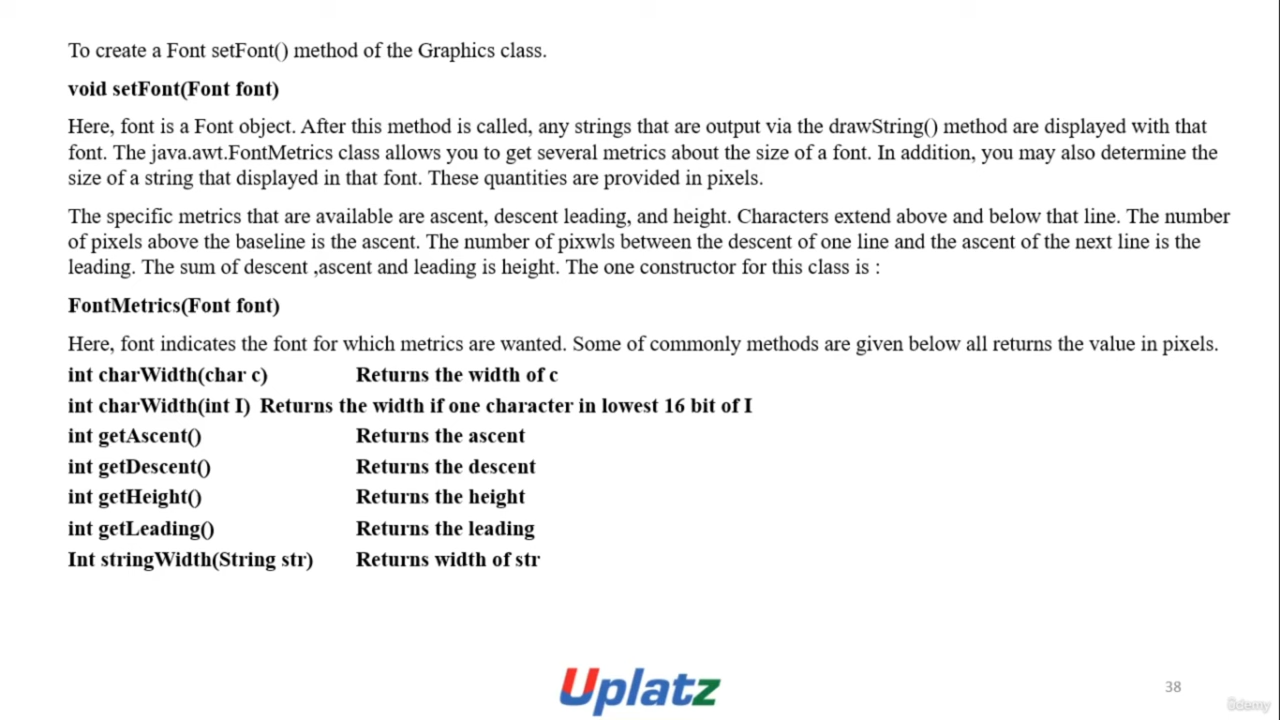 To create a Font setFont() method of the Graphics class.
void setFont(Font font)
Here, font is a Font object. After this method is called, any strings that are output via the drawString() method are displayed with that
font. The java.awt.FontMetrics class allows you to get several metrics about the size of a font. In addition, you may also determine the
size of a string that displayed in that font. These quantities are provided in pixels.
The specific metrics that are available are ascent, descent leading, and height. Characters extend above and below that line. The number
of pixels above the baseline is the ascent. The number of pixwls between the descent of one line and the ascent of the next line is the
leading. The sum of descent ,ascent and leading is height. The one constructor for this class is :
FontMetrics(Font font)
Here, font indicates the font for which metrics are wanted. Some of commonly methods are given below all returns the value in pixels.
int charWidth(char c) Returns the width of c
int charWidth(int I) Returns the width if one character in lowest 16 bit of I
int getAscent() Returns the ascent
int getDescent() Returns the descent
int getHeight() Returns the height
int getLeading() Returns the leading
Int stringWidth(String str) Returns width of str
Uplatz
38
ûdemy